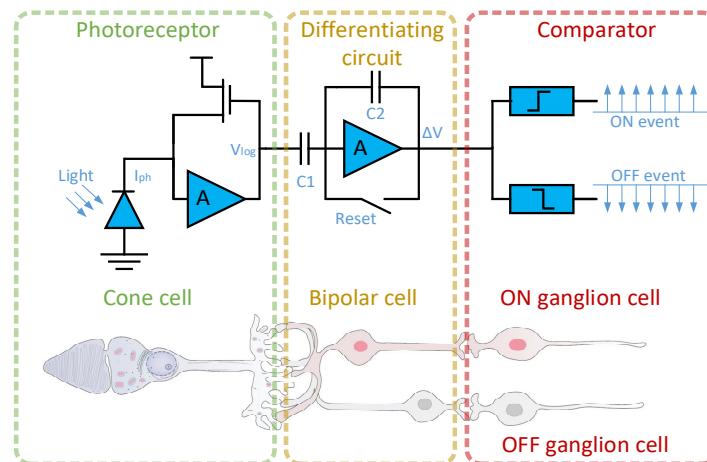 Photoreceptor
Differentiating
circuit
Comparator
C2
A
Vlog
ΔV
ON event
Light
Iph
A
C1
Reset
OFF event
Cone cell
Bipolar cell
ON ganglion cell
OFF ganglion cell